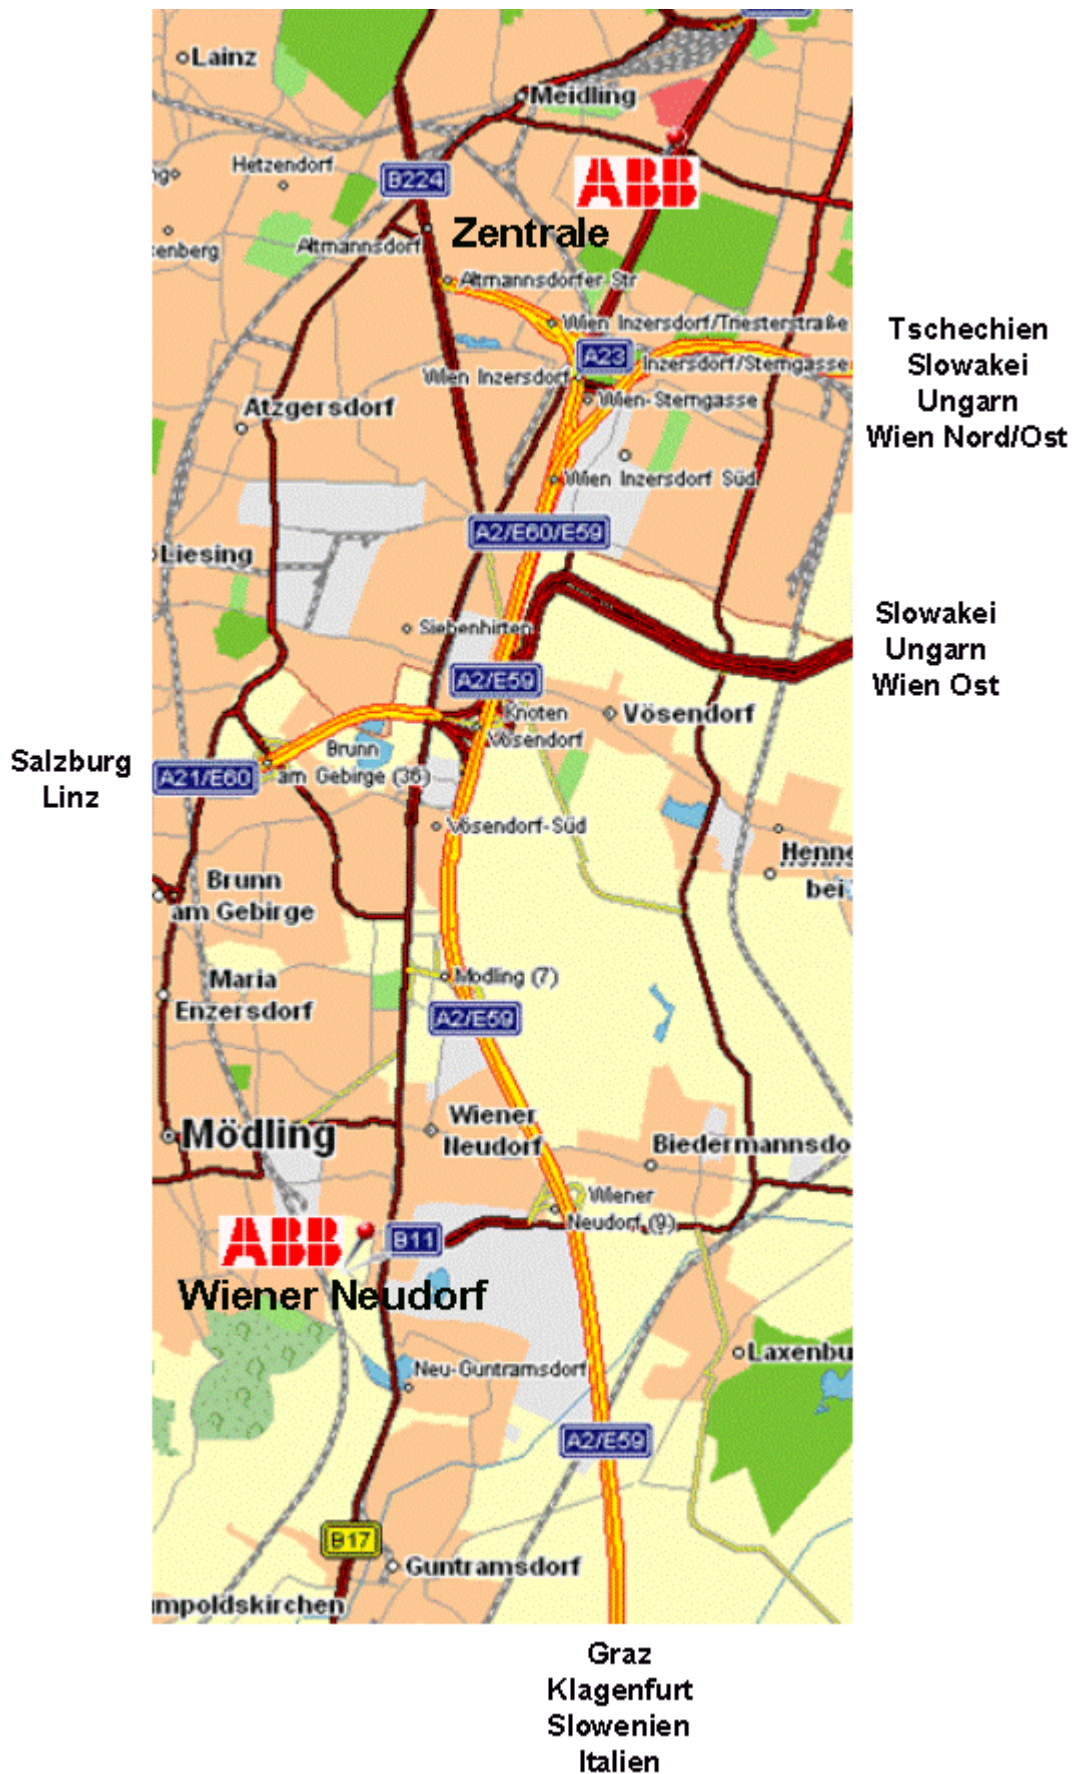 Lainz
Meidling
Hetzendorf
B224
ABB
Zentrale
enberg
Altmannsdorf
Altmannsdorfer Str
Wien Inzersdorf/Triesterstraße
A23
Inzersdorf/Sterngasse
Wien Inzersdorf
Wien-Sterngasse
Tschechien
Slowakei
Ungarn
Wien Nord/Ost
Atzgersdorf
Wien Inzersdorf Süd
A2/E60/E59
Liesing
Siebenhirten
Slowakei
Ungarn
Wien Ost
A2/E59
Knoten
Vösendorf
Vösendorf
Salzburg
Linz
A21/E60
Brunn
am Gebirge (36)
Vösendorf-Süd
Henne
bei
Brunn
am Gebirge
Maria
Enzersdorf
Mödling (7)
A2/E59
Mödling
Wiener
Neudorf
Biedermannsdo
Wiener
Neudorf (9)
ABB
B11
Wiener Neudorf
Laxenbu
Neu-Guntramsdorf
A2/E59
B17
Guntramsdorf
umpoldskirchen
Graz
Klagenfurt
Slowenien
Italien